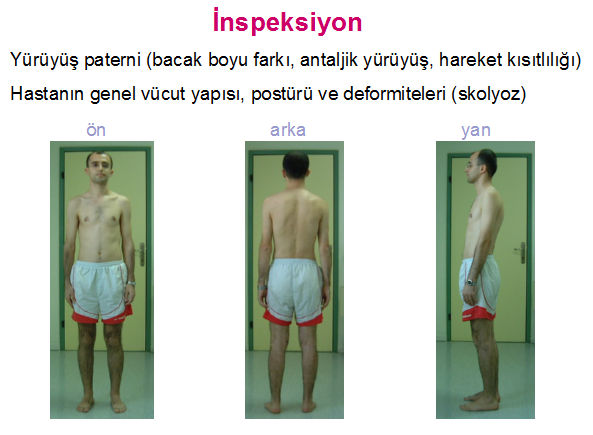 İnspeksiyon
Yürüyüş paterni (bacak boyu farkı, antaljik yürüyüş, hareket kısıtlılığı)
Hastanın genel vücut yapısı, postürü ve deformiteleri (skolyoz)
ön arka yan